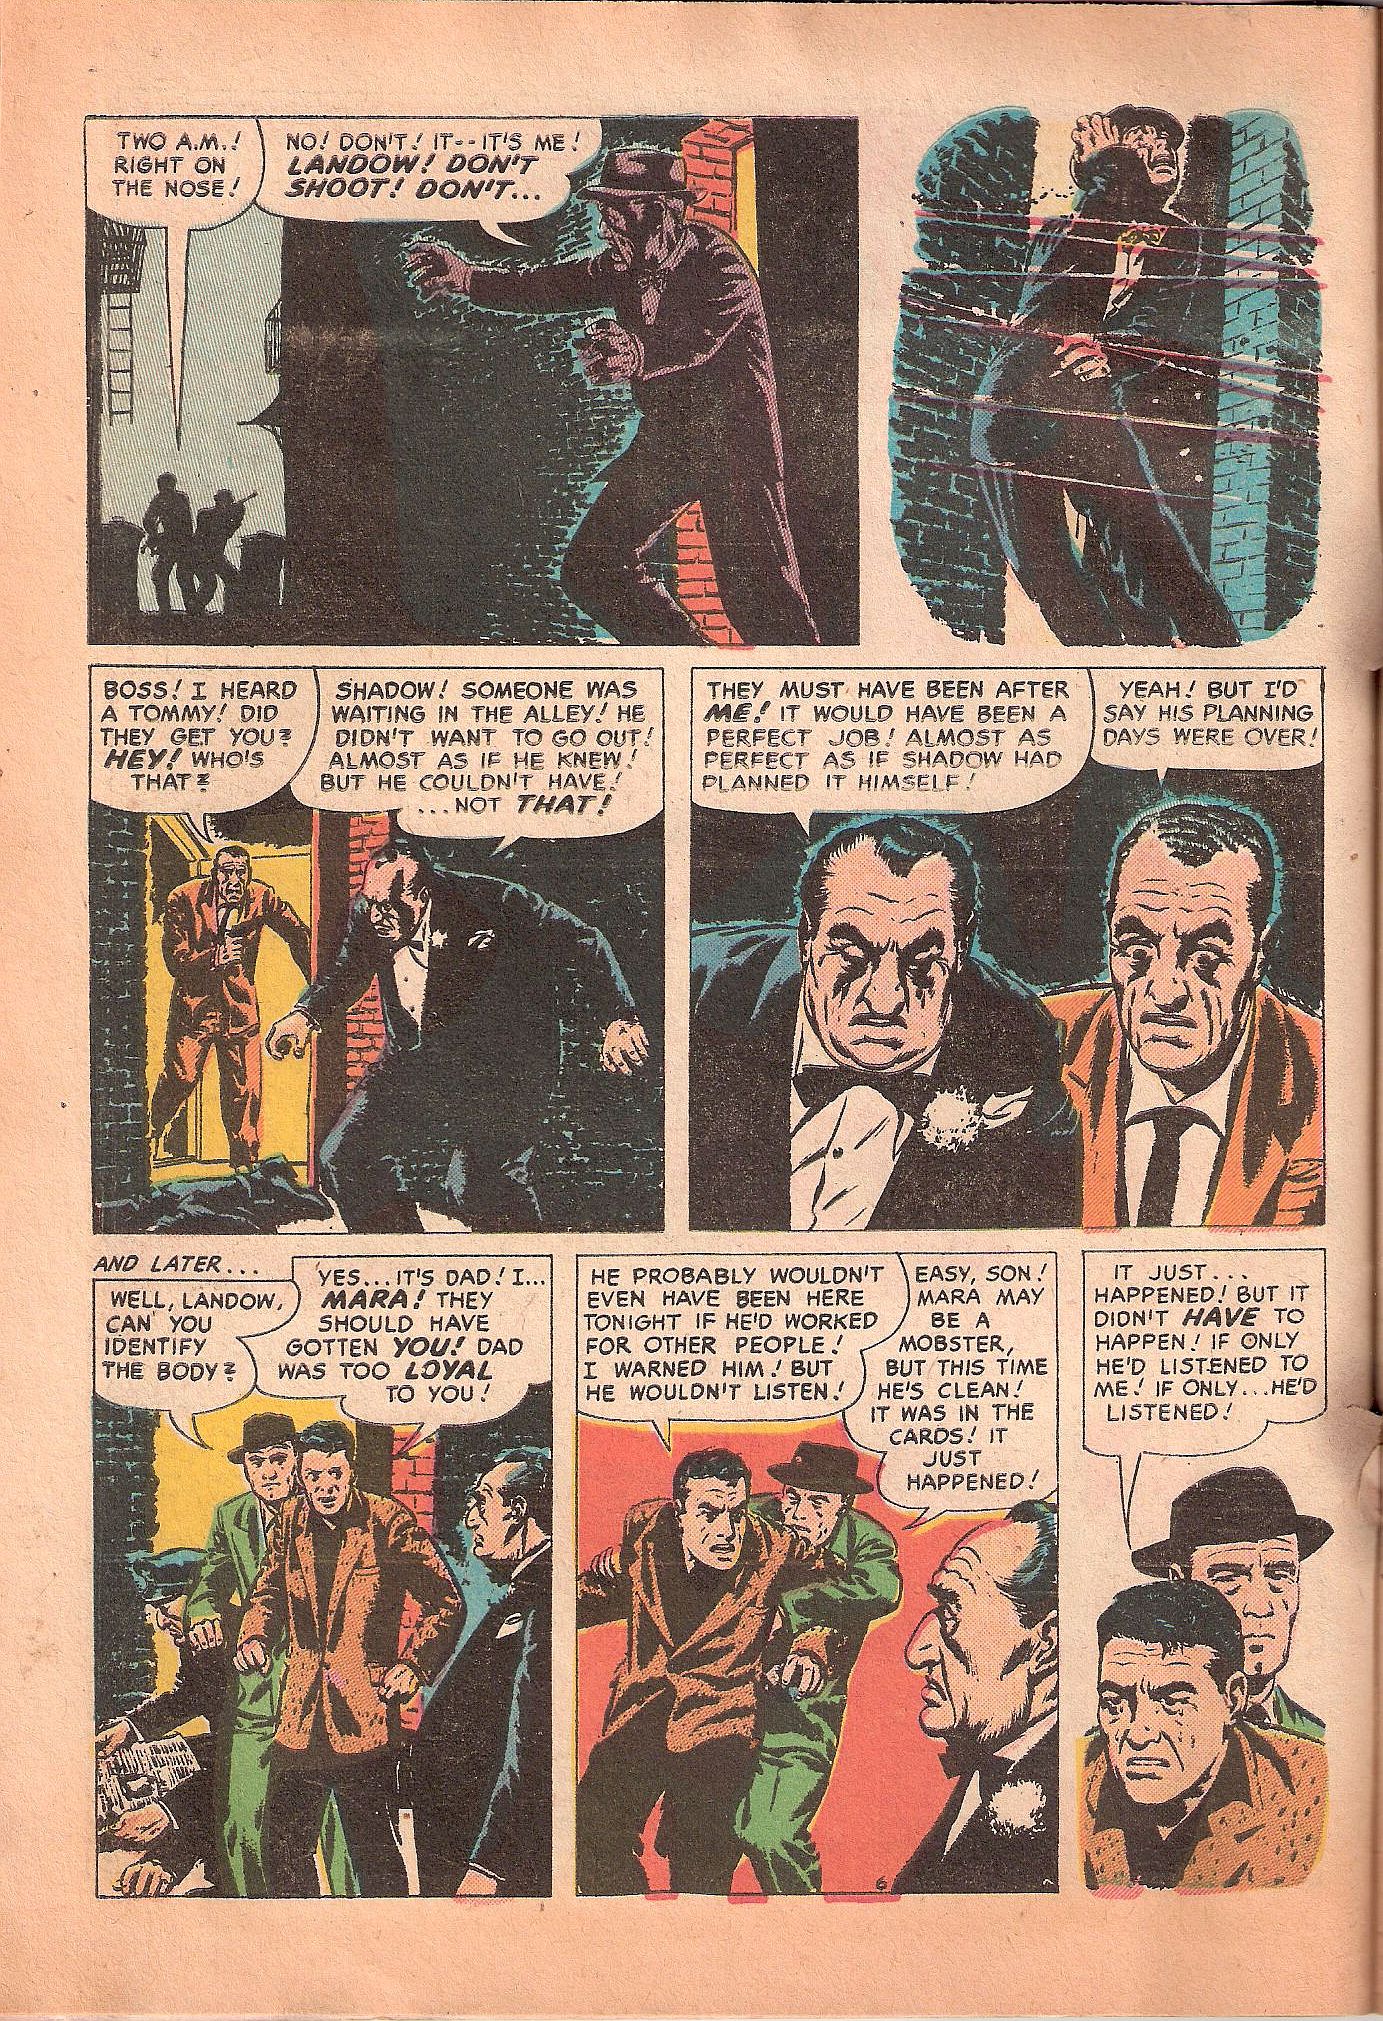 TWO A.M.!
RIGHT ON
THE NOSE!
NO! DON'T! IT--IT'S ME!
LANDOW! DON'T
SHOOT! DON'T...
BOSS! I HEARD
A TOMMY! DID
THEY GET YOU?
HEY! WHO'S
THAT?
SHADOW! SOMEONE WAS
WAITING IN THE ALLEY! HE
DIDN'T WANT TO GO OUT!
ALMOST AS IF HE KNEW!
BUT HE COULDN'T HAVE!
...NOT THAT!
THEY MUST HAVE BEEN AFTER
ME! IT WOULD HAVE BEEN A
PERFECT JOB! ALMOST AS
PERFECT AS IF SHADOW HAD
PLANNED IT HIMSELF!
YEAH! BUT I'D
SAY HIS PLANNING
DAYS WERE OVER!
AND LATER...
WELL, LANDOW,
CAN YOU
IDENTIFY
THE BODY?
YES...IT'S DAD! I...
MARA! THEY
SHOULD HAVE
GOTTEN YOU! DAD
WAS TOO LOYAL
TO YOU!
HE PROBABLY WOULDN'T
EVEN HAVE BEEN HERE
TONIGHT IF HE'D WORKED
FOR OTHER PEOPLE!
I WARNED HIM! BUT
HE WOULDN'T LISTEN!
EASY, SON!
MARA MAY
BE A
MOBSTER,
BUT THIS TIME
HE'S CLEAN!
IT WAS IN THE
CARDS! IT
JUST
HAPPENED!
6
IT JUST...
HAPPENED! BUT IT
DIDN'T HAVE TO
HAPPEN! IF ONLY
HE'D LISTENED TO
ME! IF ONLY...HE'D
LISTENED!